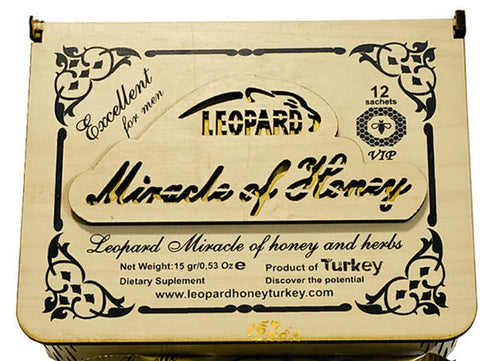 Excellent
for men
LEOPARD
12
sachets
VIP
Miracle of Honey
Leopard Miracle of honey and herbs
Net Weight:15 gr/0,53 Oz e
Product of Turkey
Dietary Suplement
Discover the potential
www.leopardhoneyturkey.com